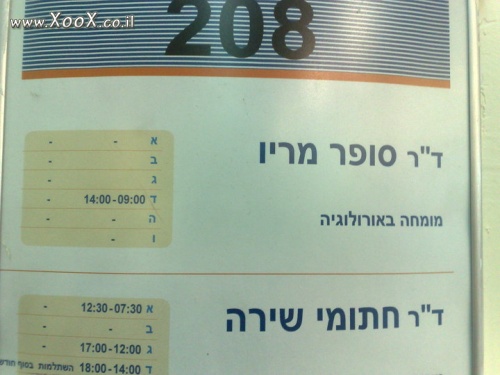 www.XooX.co.il
208
ד"ר סופר מריו
מומחה באורולוגיה
א - -
ב -
ג -
ד 14:00-09:00 -
ה - -
ו -
ד"ר חתומי שירה
א 12:30-07:30 -
ב - -
ג 17:00-12:00 -
ד 18:00-14:00 השתלמות בסוף חודש